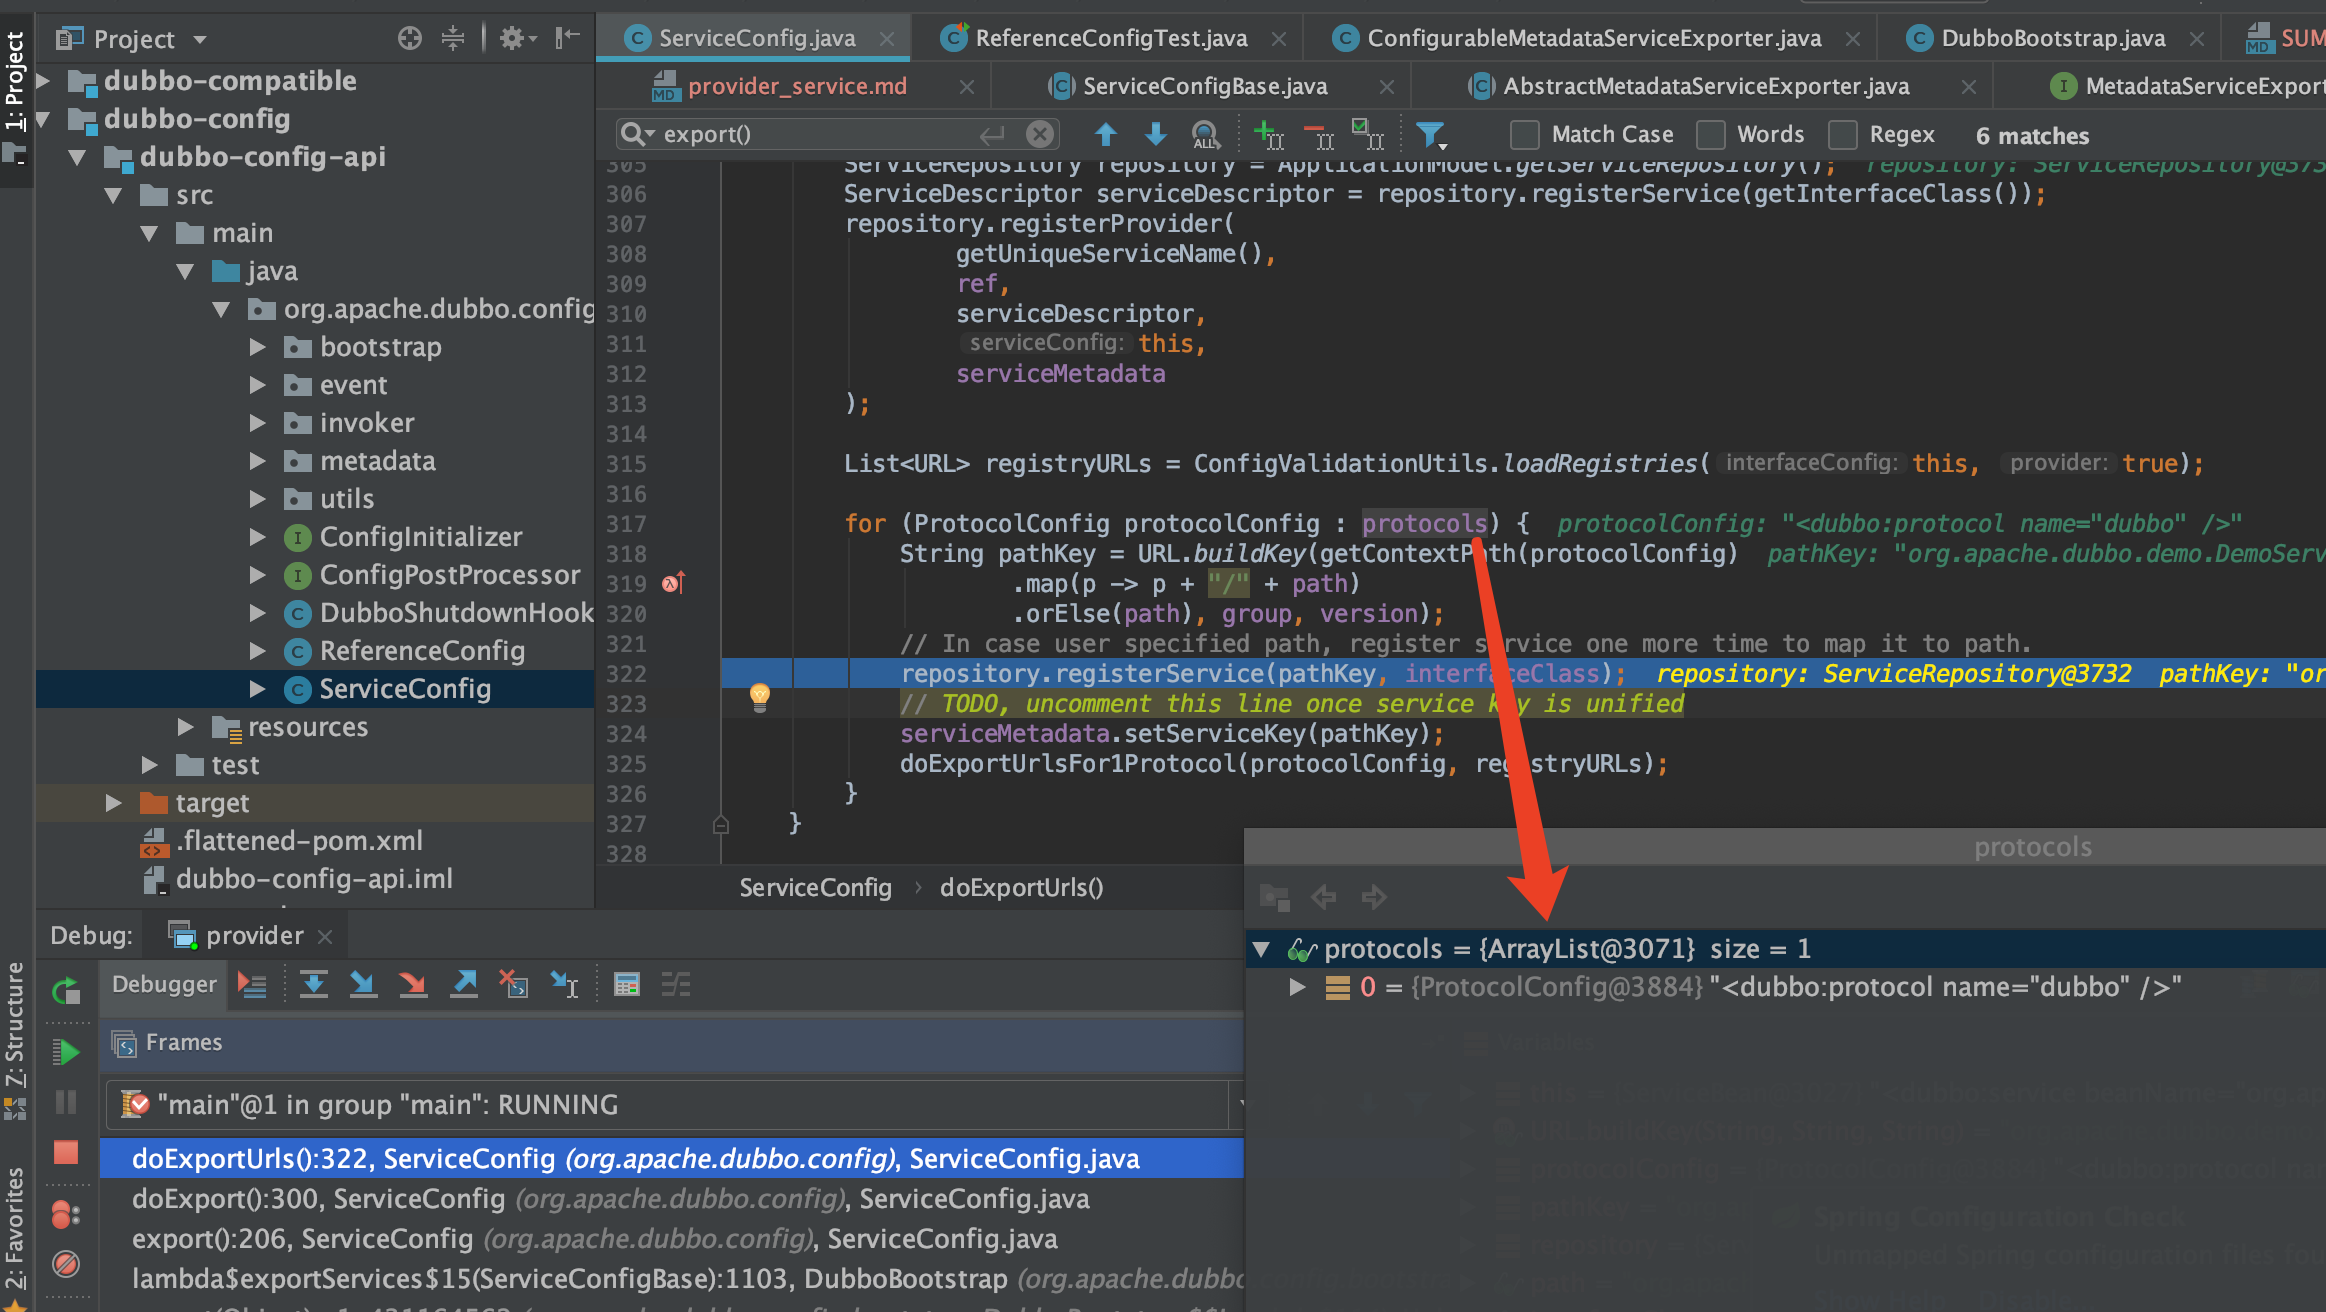 1: Project
Project
dubbo-compatible
dubbo-config
dubbo-config-api
src
main
java
org.apache.dubbo.config
bootstrap
event
invoker
metadata
utils
ConfigInitializer
ConfigPostProcessor
DubboShutdownHook
ReferenceConfig
ServiceConfig
resources
test
target
.flattened-pom.xml
dubbo-config-api.iml
ServiceConfig.java
ReferenceConfigTest.java
ConfigurableMetadataServiceExporter.java
DubboBootstrap.java
SUM
provider_service.md
ServiceConfigBase.java
AbstractMetadataServiceExporter.java
MetadataServiceExport
export()
Match Case
Words
Regex
6 matches
305 ServiceRepository repository = ApplicationModel.getServiceRepository(); repository: ServiceRepository@373
306 ServiceDescriptor serviceDescriptor = repository.registerService(getInterfaceClass());
307 repository.registerProvider(
308 getUniqueServiceName(),
309 ref,
310 serviceDescriptor,
311 serviceConfig: this,
312 serviceMetadata
313 );
314
315 List<URL> registryURLs = ConfigValidationUtils.loadRegistries( interfaceConfig: this, provider: true);
316
317 for (ProtocolConfig protocolConfig : protocols) { protocolConfig: "<dubbo:protocol name="dubbo" />"
318 String pathKey = URL.buildKey(getContextPath(protocolConfig) pathKey: "org.apache.dubbo.demo.DemoServ
319 .map(p -> p + "/" + path)
320 .orElse(path), group, version);
321 // In case user specified path, register service one more time to map it to path.
322 repository.registerService(pathKey, interfaceClass); repository: ServiceRepository@3732 pathKey: "or
323 // TODO, uncomment this line once service key is unified
324 serviceMetadata.setServiceKey(pathKey);
325 doExportUrlsFor1Protocol(protocolConfig, registryURLs);
326 }
327 }
328
ServiceConfig › doExportUrls()
protocols
protocols = {ArrayList@3071} size = 1
0 = {ProtocolConfig@3884} "<dubbo:protocol name="dubbo" />"
Variables
Spring Configuration Check
Debug:
provider
Debugger
Frames
"main"@1 in group "main": RUNNING
doExportUrls():322, ServiceConfig (org.apache.dubbo.config), ServiceConfig.java
doExport():300, ServiceConfig (org.apache.dubbo.config), ServiceConfig.java
export():206, ServiceConfig (org.apache.dubbo.config), ServiceConfig.java
lambda$exportServices$15(ServiceConfigBase):1103, DubboBootstrap (org.apache.dubbo
7: Structure
2: Favorites